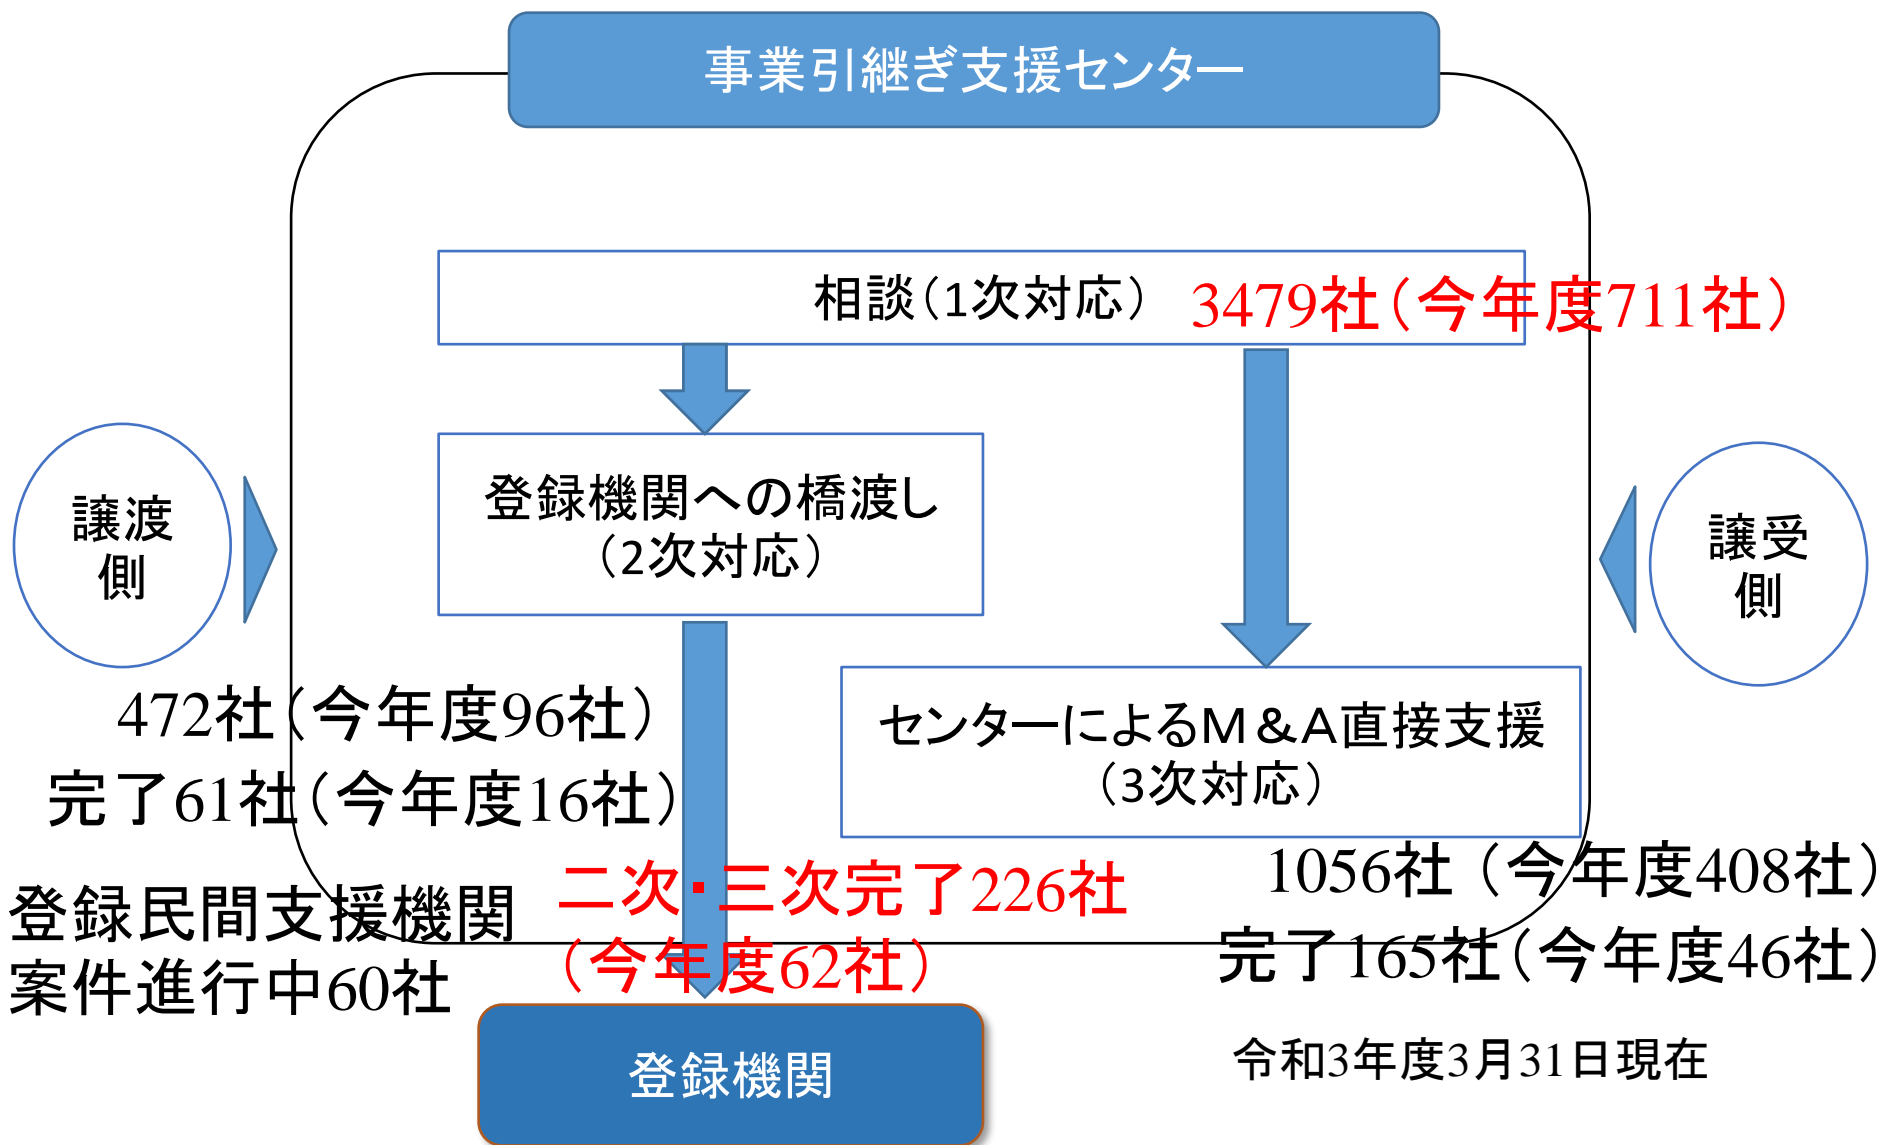 事業引継ぎ支援センター
相談（1次対応）
3479社（今年度711社）
登録機関への橋渡し
（2次対応）
譲渡
側
譲受
側
472社（今年度96社）
完了61社（今年度16社）
センターによるM＆A直接支援
（3次対応）
1056社（今年度408社）
完了165社（今年度46社）
二次・三次完了226社
（今年度62社）
登録民間支援機関
案件進行中60社
登録機関
令和3年度3月31日現在